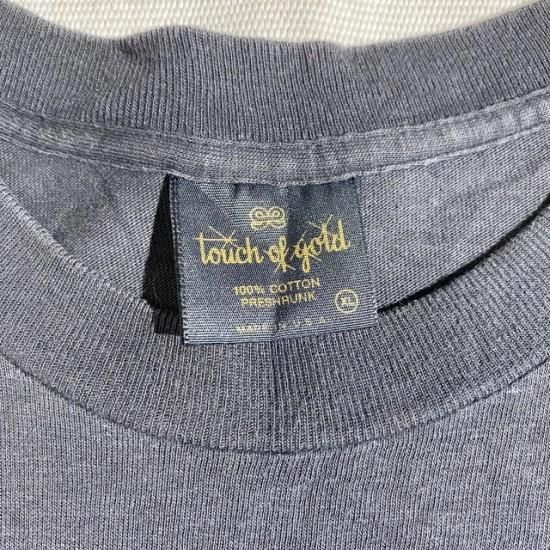 touch of gold
100% COTTON
PRESHRUNK
XL
MADE IN U.S.A.